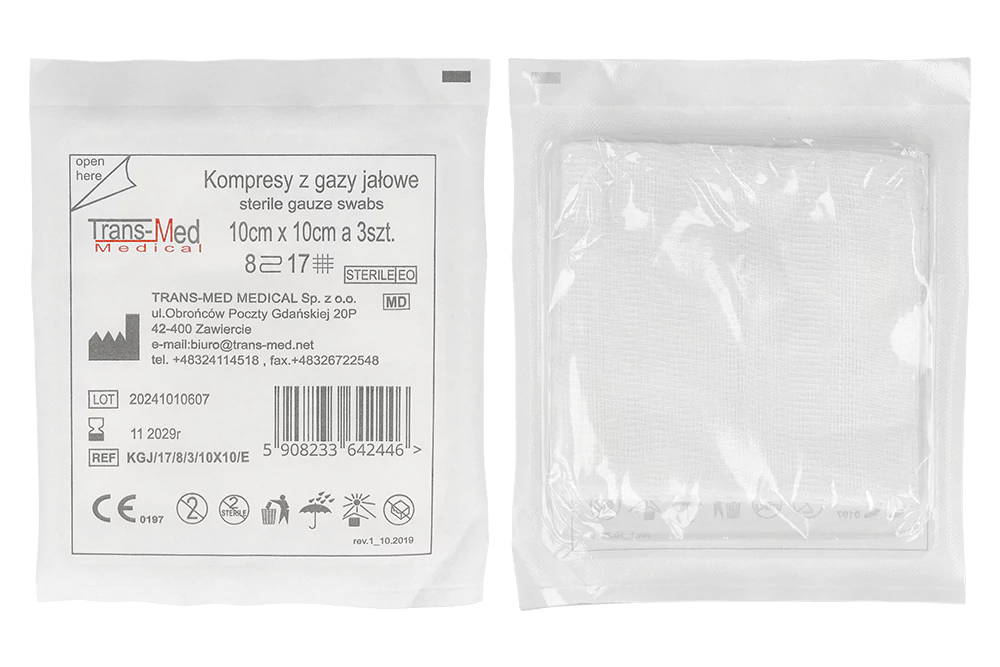 open
here
Kompresy z gazy jałowe
sterile gauze swabs
Trans-Med
Medical
10cm x 10cm a 3szt.
8 17
STERILE EO
TRANS-MED MEDICAL Sp. z o.o.
MD
ul.Obrońców Poczty Gdańskiej 20P
42-400 Zawiercie
e-mail:biuro@trans-med.net
tel. +48324114518 , fax.+48326722548
LOT 20241010607
11 2029r
REF KGJ/17/8/3/10X10/E
5 908233 642446 >
CE 0197
2
2 STERILE
rev.1_10.2019
0197